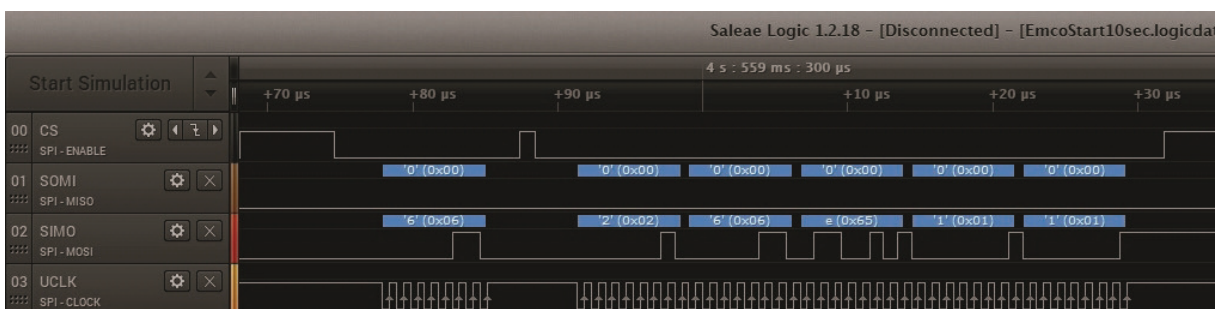 Saleae Logic 1.2.18 - [Disconnected] - [EmcoStart10sec.logicdat
Start Simulation
4 s : 559 ms : 300 µs
+70 µs +80 µs +90 µs +10 µs +20 µs +30 µs
00 CS
SPI - ENABLE
'0' (0x00) '0' (0x00) '0' (0x00) '0' (0x00) '0' (0x00) '0' (0x00)
01 SOMI
SPI - MISO
'6' (0x06) '2' (0x02) '6' (0x06) e (0x65) '1' (0x01) '1' (0x01)
02 SIMO
SPI - MOSI
03 UCLK
SPI - CLOCK